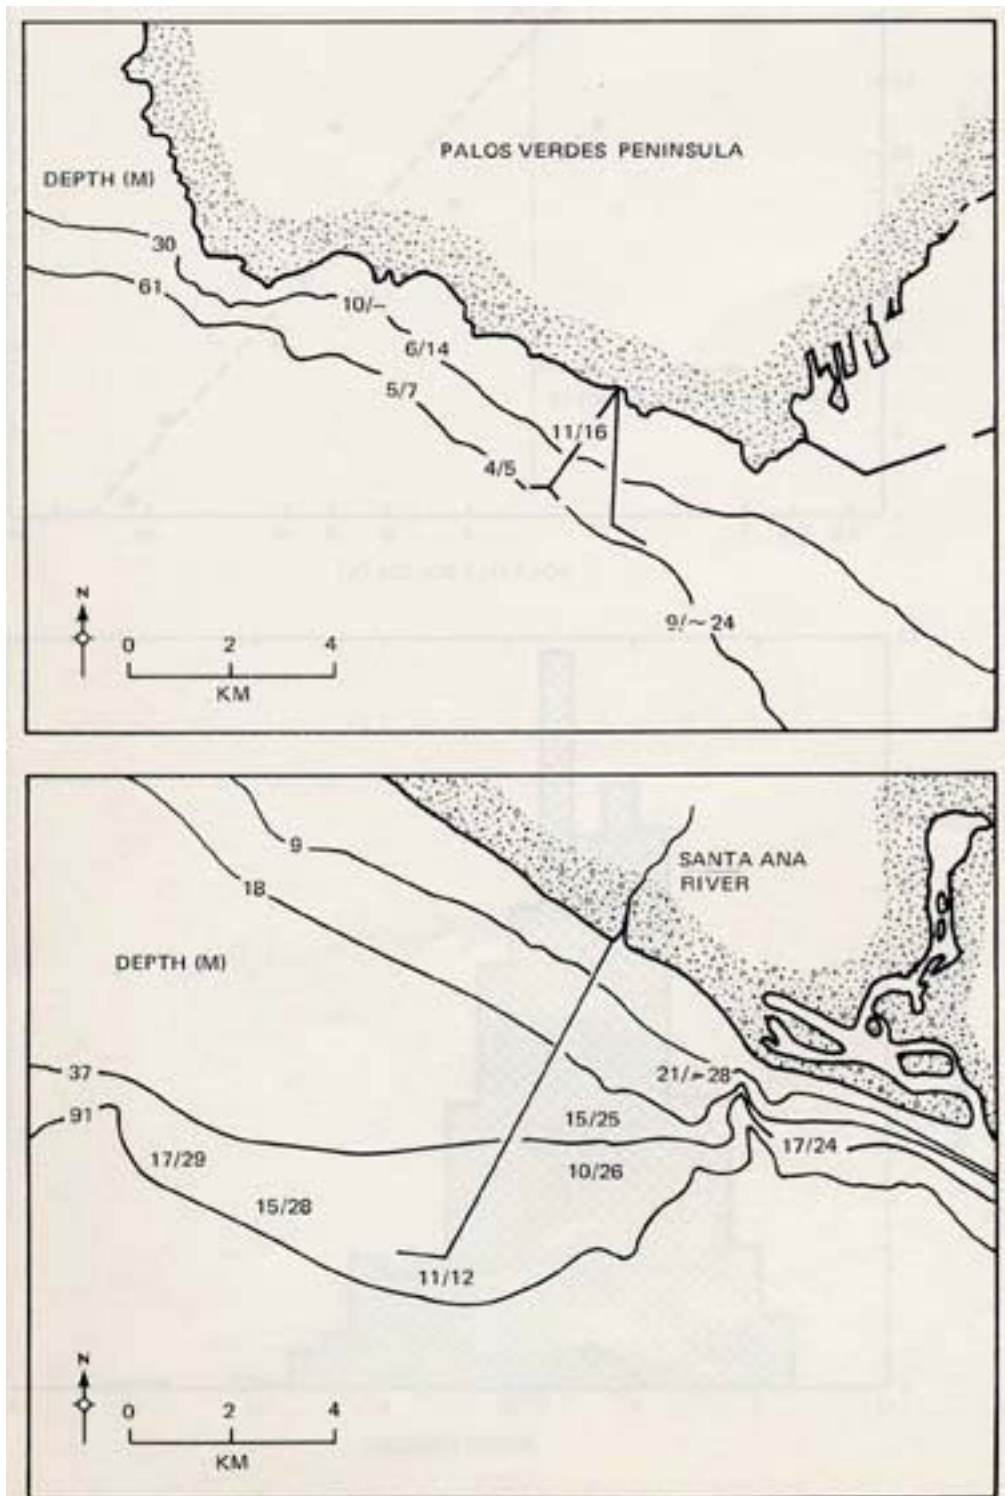 PALOS VERDES PENINSULA
DEPTH (M)
30
61
10/–
6/14
5/7
11/16
4/5
9/~24
N
0 2 4
KM
9
SANTA ANA
RIVER
18
DEPTH (M)
37
21/~28
91
15/25
17/29
17/24
10/26
15/28
11/12
N
0 2 4
KM